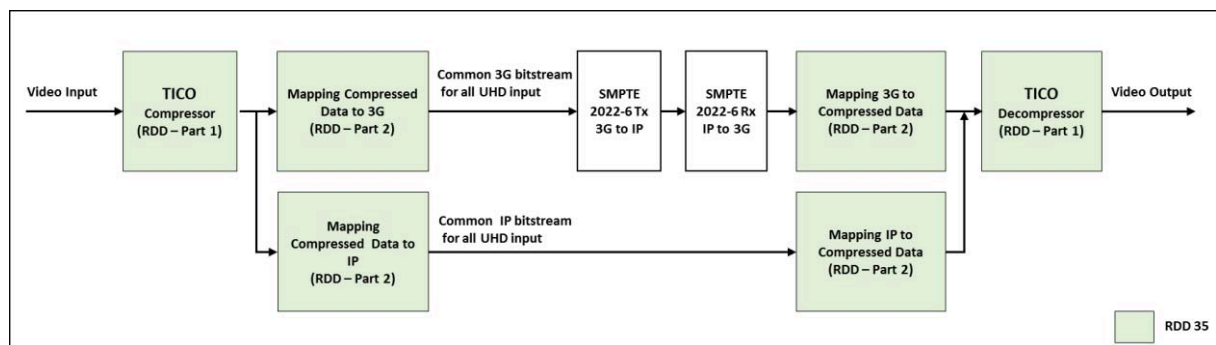 Video Input
TICO
Compressor
(RDD – Part 1)
Mapping Compressed
Data to 3G
(RDD – Part 2)
Common 3G bitstream
for all UHD input
SMPTE
2022-6 Tx
3G to IP
SMPTE
2022-6 Rx
IP to 3G
Mapping 3G to
Compressed Data
(RDD – Part 2)
TICO
Decompressor
(RDD – Part 1)
Video Output
Mapping
Compressed Data to
IP
(RDD – Part 2)
Common IP bitstream
for all UHD input
Mapping IP to
Compressed Data
(RDD – Part 2)
RDD 35